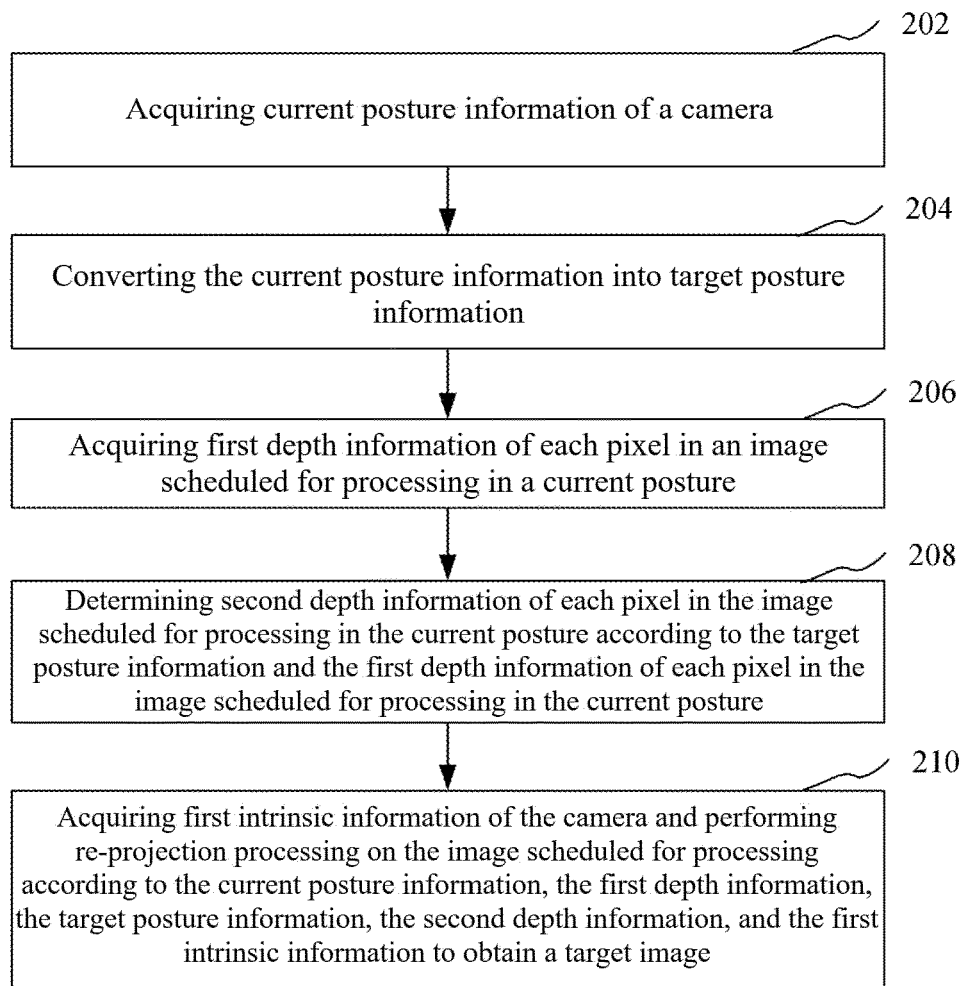 202
Acquiring current posture information of a camera
204
Converting the current posture information into target posture
information
206
Acquiring first depth information of each pixel in an image
scheduled for processing in a current posture
208
Determining second depth information of each pixel in the image
scheduled for processing in the current posture according to the target
posture information and the first depth information of each pixel in the
image scheduled for processing in the current posture
210
Acquiring first intrinsic information of the camera and performing
re-projection processing on the image scheduled for processing
according to the current posture information, the first depth information,
the target posture information, the second depth information, and the first
intrinsic information to obtain a target image